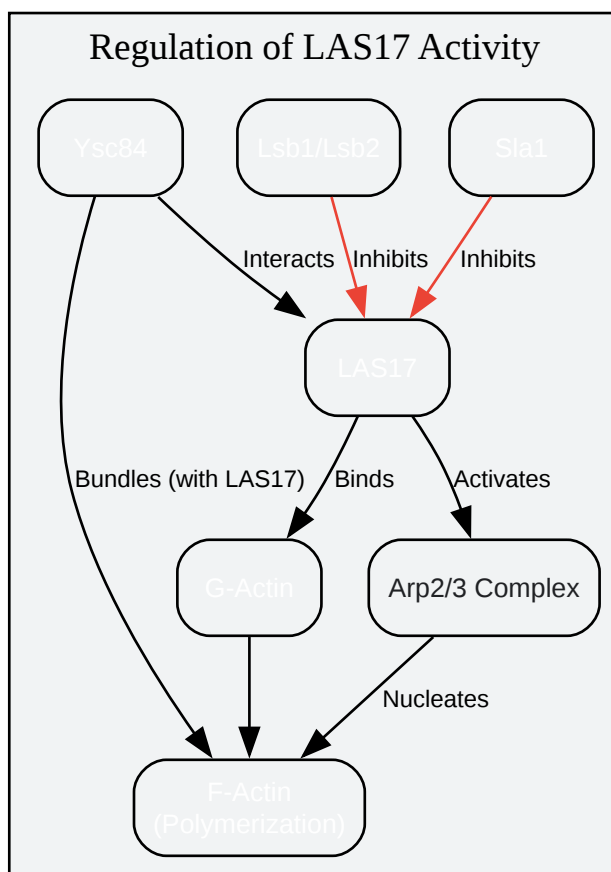 Regulation of LAS17 Activity
Ysc84
Lsb1/Lsb2
Sla1
Interacts
Inhibits
Inhibits
LAS17
Bundles (with LAS17)
Binds
Activates
G-Actin
Arp2/3 Complex
Nucleates
F-Actin
(Polymerization)